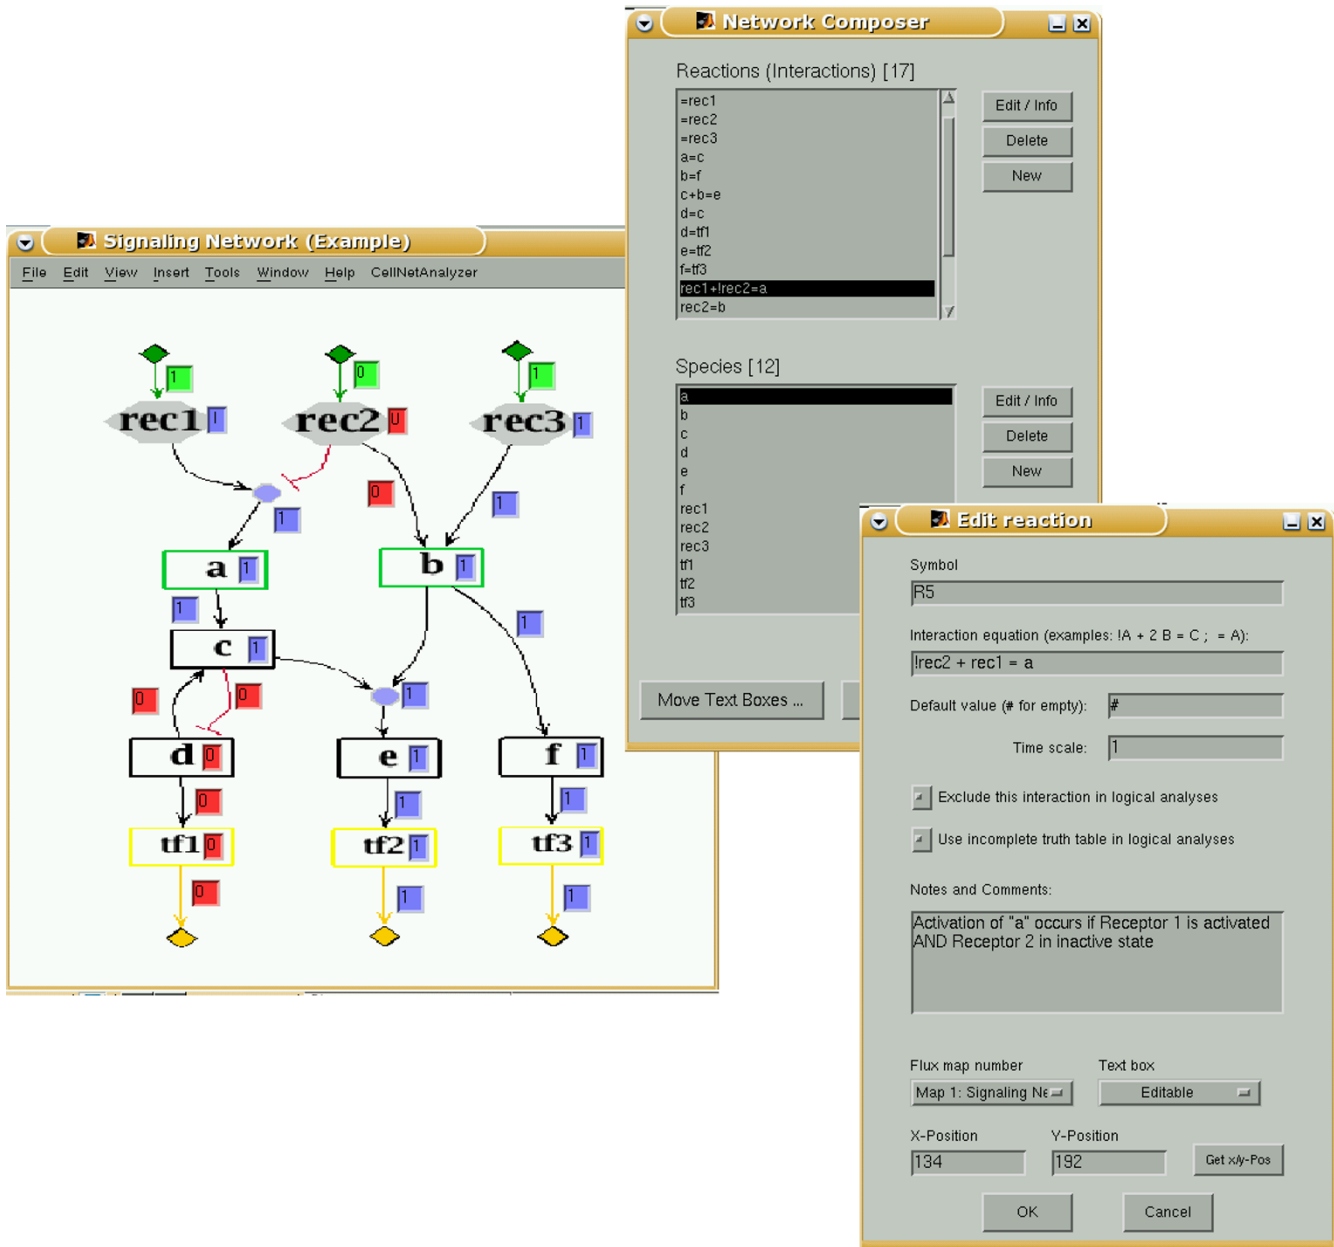 Network Composer
Reactions (Interactions) [17]
=rec1
=rec2
=rec3
a=c
b=f
c+b=e
d=c
d=tf1
e=tf2
f=tf3
rec1+!rec2=a
rec2=b
Edit / Info
Delete
New
Species [12]
a
b
c
d
e
f
rec1
rec2
rec3
tf1
tf2
tf3
Edit / Info
Delete
New
Move Text Boxes ...
Signaling Network (Example)
File Edit View Insert Tools Window Help CellNetAnalyzer
1 0 1
rec1 rec2 rec3 1
0 1
1
a 1 b 1
1 1
c 1
0 0 1
d 0 e 1 f 1
0 1 1
tf1 0 tf2 1 tf3 1
0 1 1
Edit reaction
Symbol
R5
Interaction equation (examples: !A + 2 B = C ; = A):
!rec2 + rec1 = a
Default value (# for empty): #
Time scale: 1
Exclude this interaction in logical analyses
Use incomplete truth table in logical analyses
Notes and Comments:
Activation of "a" occurs if Receptor 1 is activated
AND Receptor 2 in inactive state
Flux map number Text box
Map 1: Signaling Ne Editable
X-Position Y-Position
134 192 Get x/y-Pos
OK Cancel